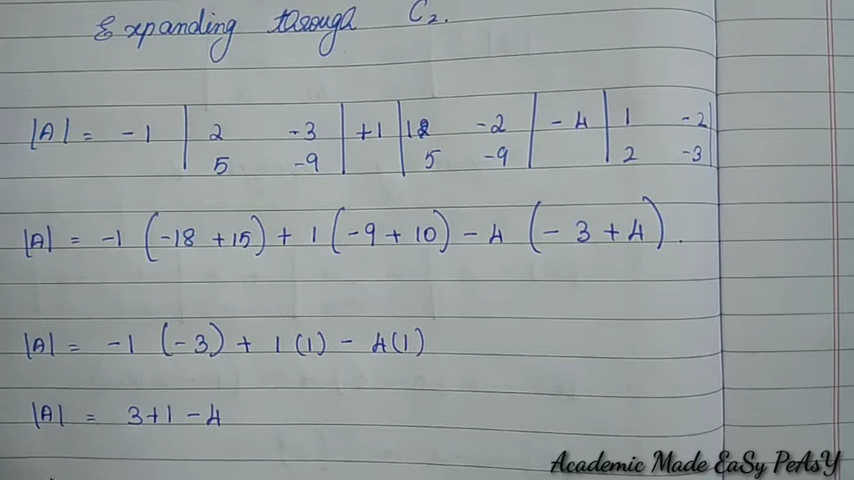 Expanding through C₂.
|A| = -1 | 2 -3 | +1 | 1 -2 | - 4 | 1 -2 |
5 -9 5 -9 2 -3
|A| = -1 (-18 +15) + 1 (-9 + 10) - 4 (- 3 + 4).
|A| = -1 (-3) + 1 (1) - 4(1)
|A| = 3+1 - 4
Academic Made EaSy PeAsY